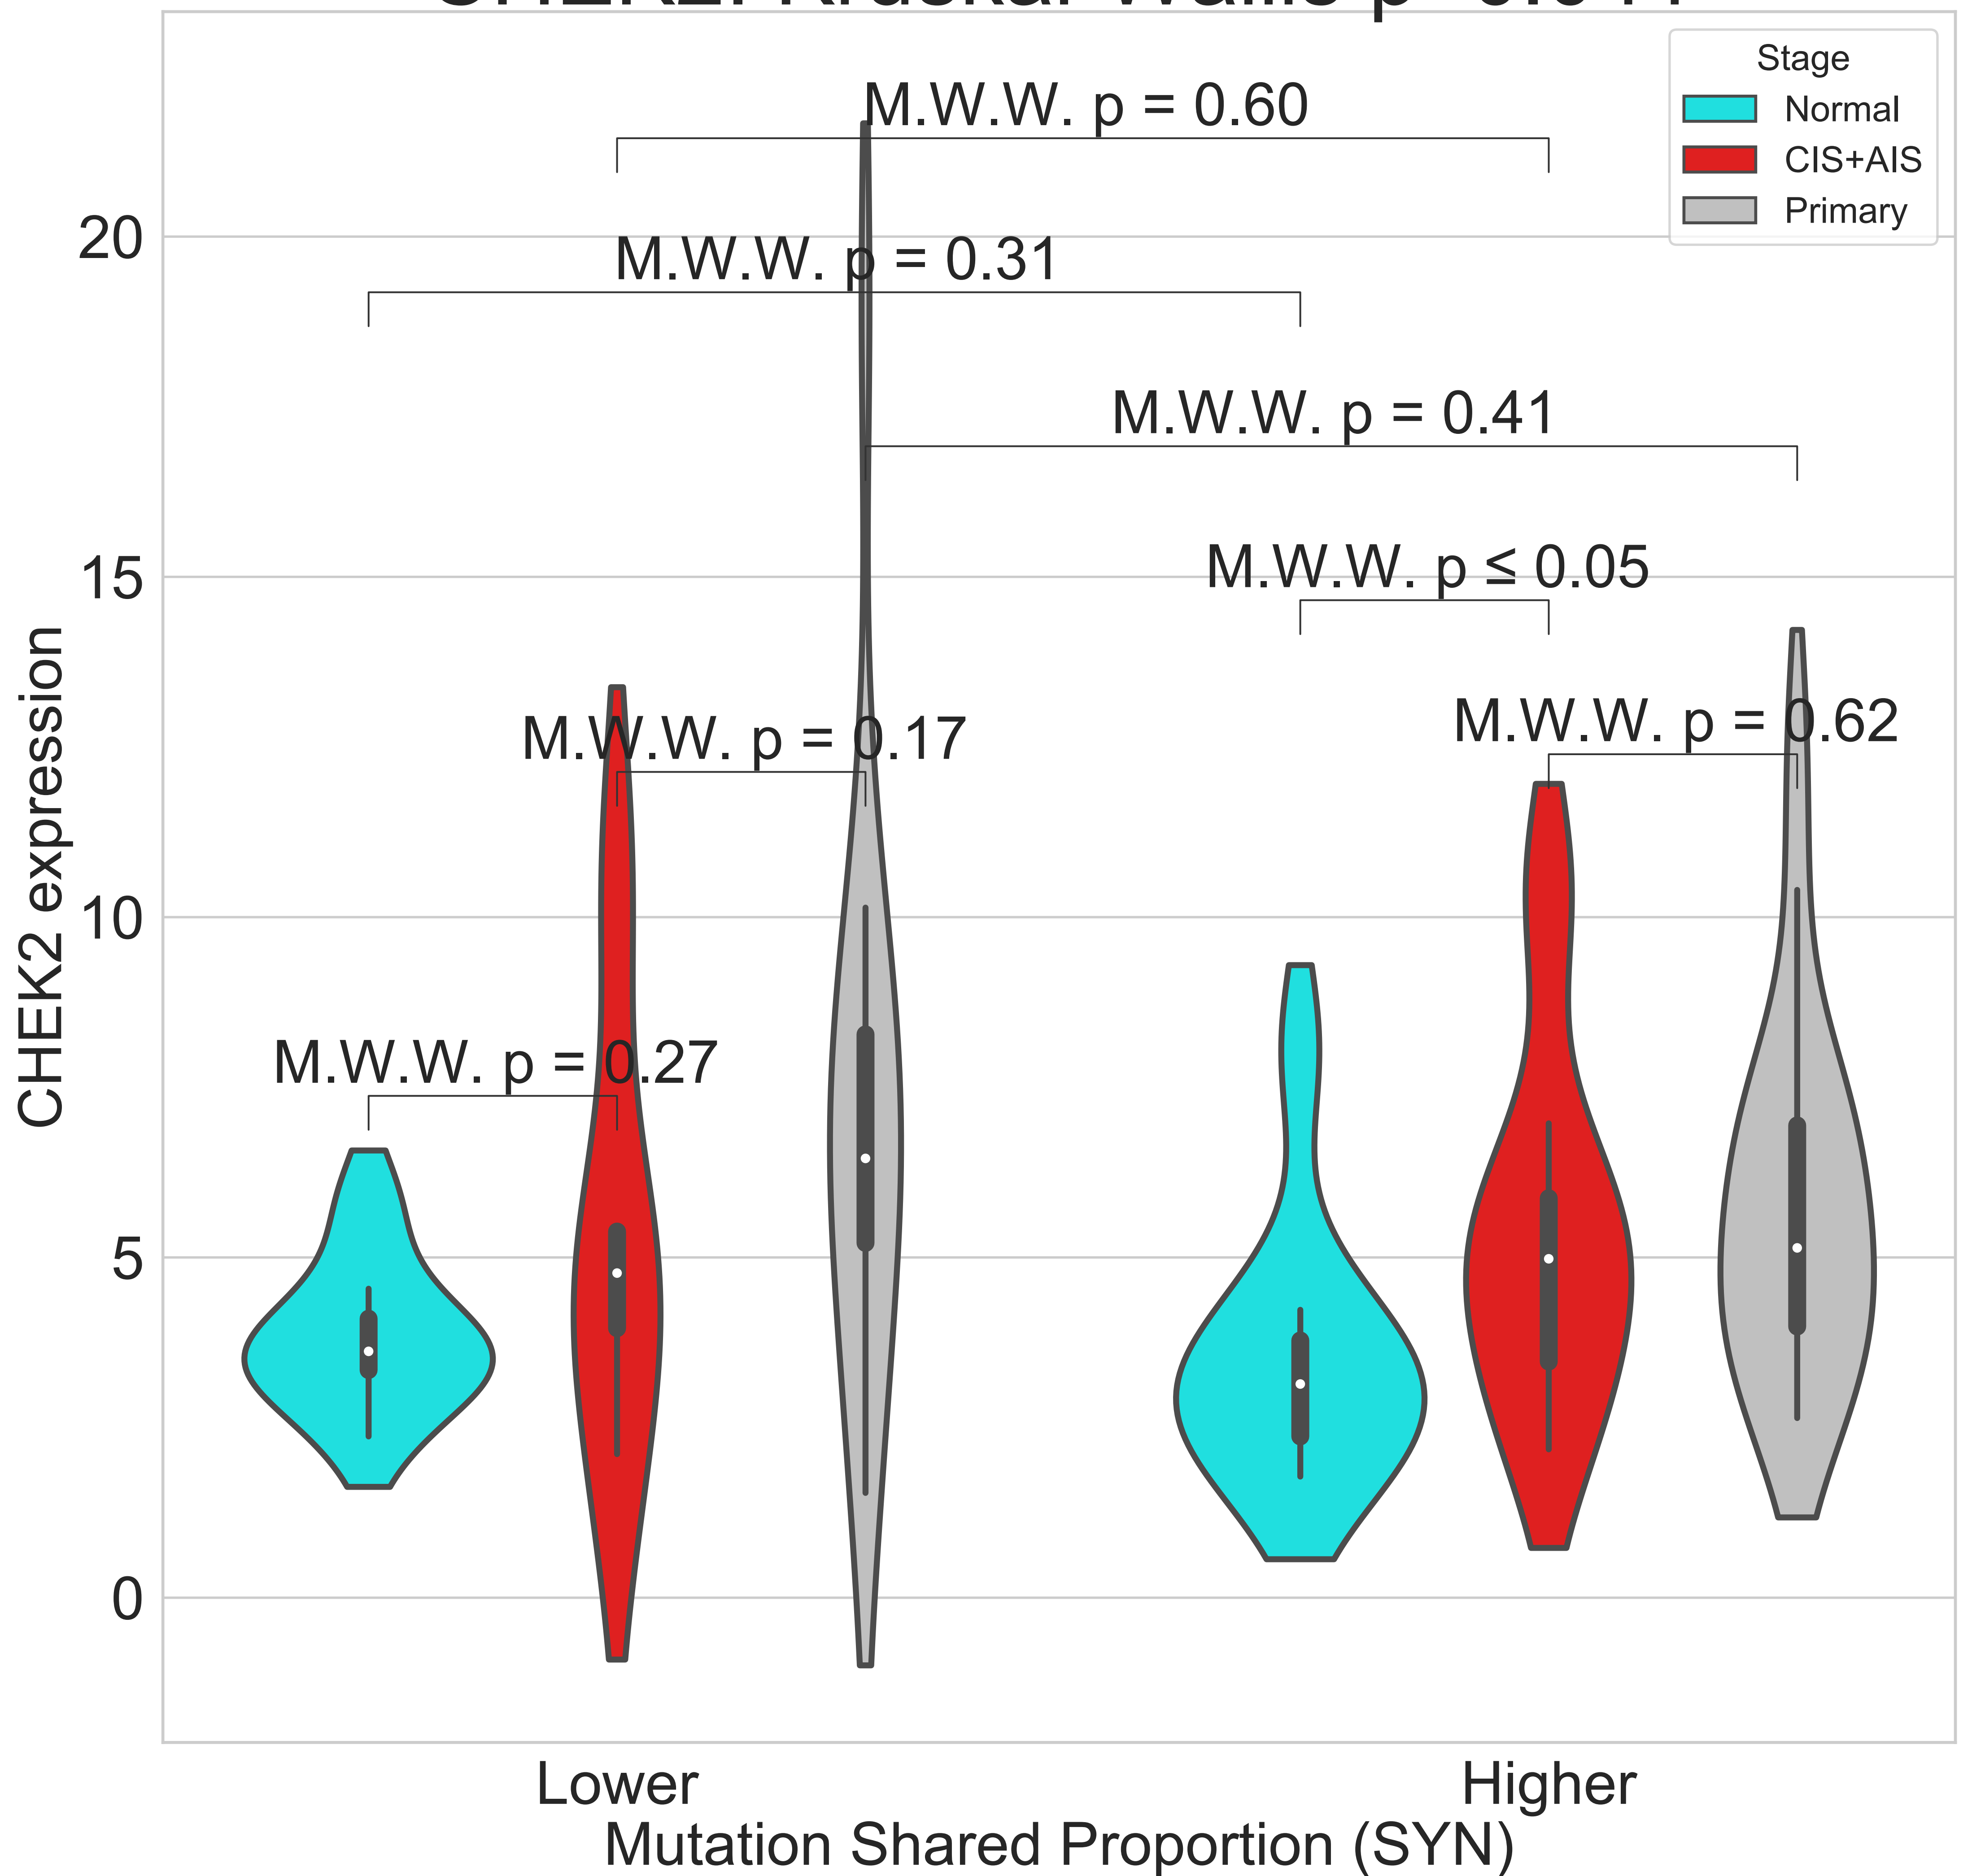 Stage
Normal
CIS+AIS
Primary
M.W.W. p = 0.60
M.W.W. p = 0.31
M.W.W. p = 0.41
M.W.W. p ≤ 0.05
M.W.W. p = 0.62
M.W.W. p = 0.17
M.W.W. p = 0.27
20
15
10
5
0
CHEK2 expression
Lower
Higher
Mutation Shared Proportion (SYN)